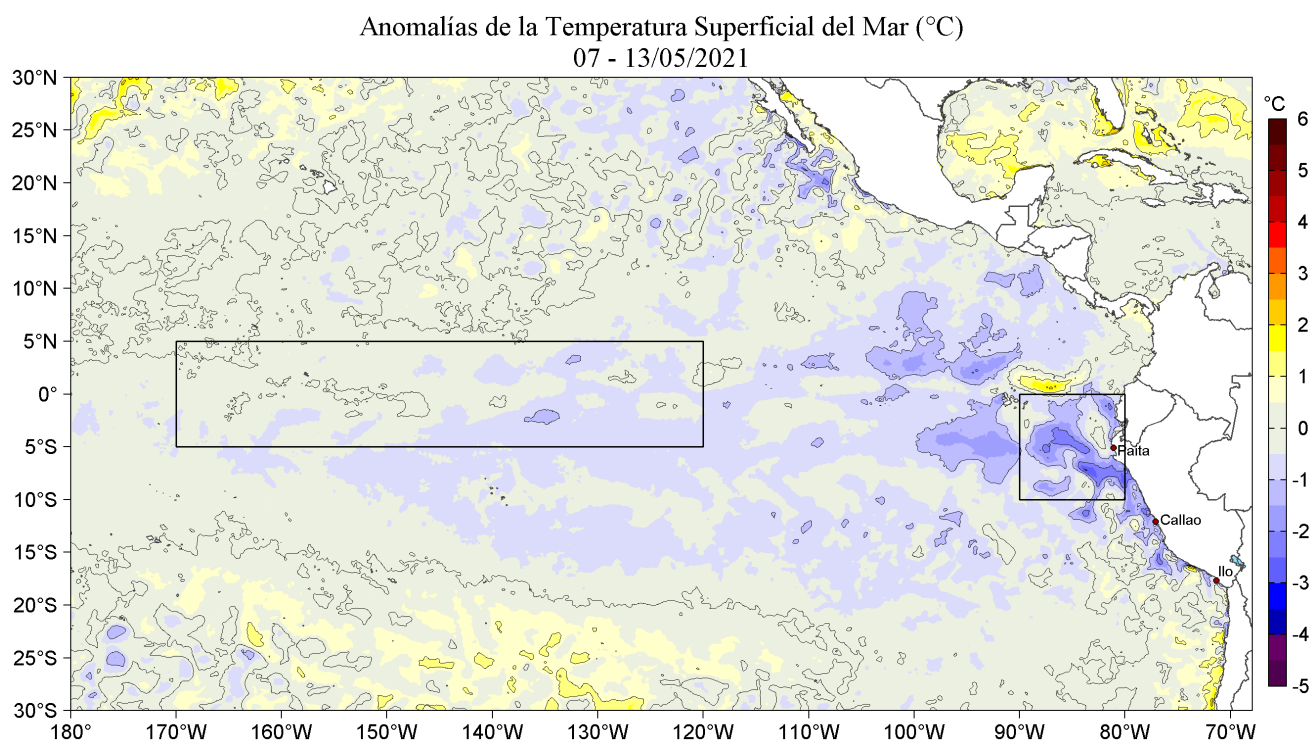 Anomalías de la Temperatura Superficial del Mar (°C)
07 - 13/05/2021
°C
30°N
25°N
20°N
15°N
10°N
5°N
0°
5°S
10°S
15°S
20°S
25°S
30°S
6
5
4
3
2
1
0
-1
-2
-3
-4
-5
Paita
Callao
Ilo
180° 170°W 160°W 150°W 140°W 130°W 120°W 110°W 100°W 90°W 80°W 70°W